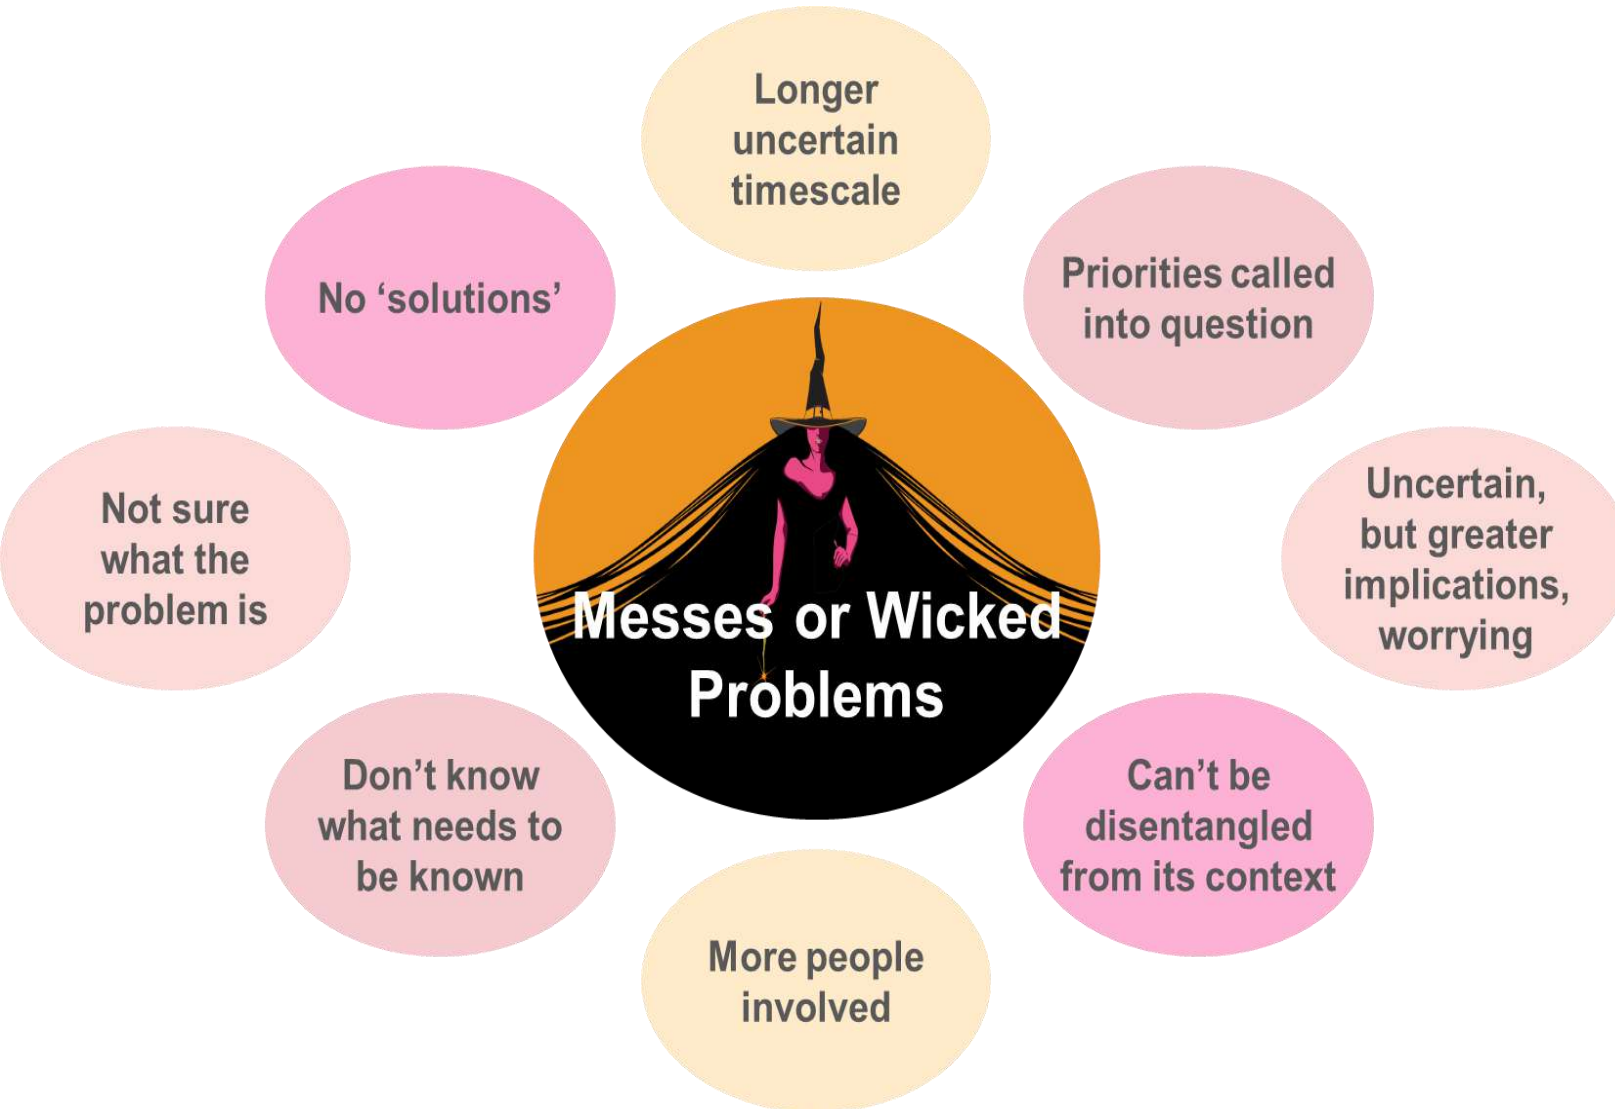 Longer
uncertain
timescale
Priorities called
into question
Uncertain,
but greater
implications,
worrying
Can’t be
disentangled
from its context
More people
involved
Don’t know
what needs to
be known
Not sure
what the
problem is
No ‘solutions’
Messes or Wicked
Problems